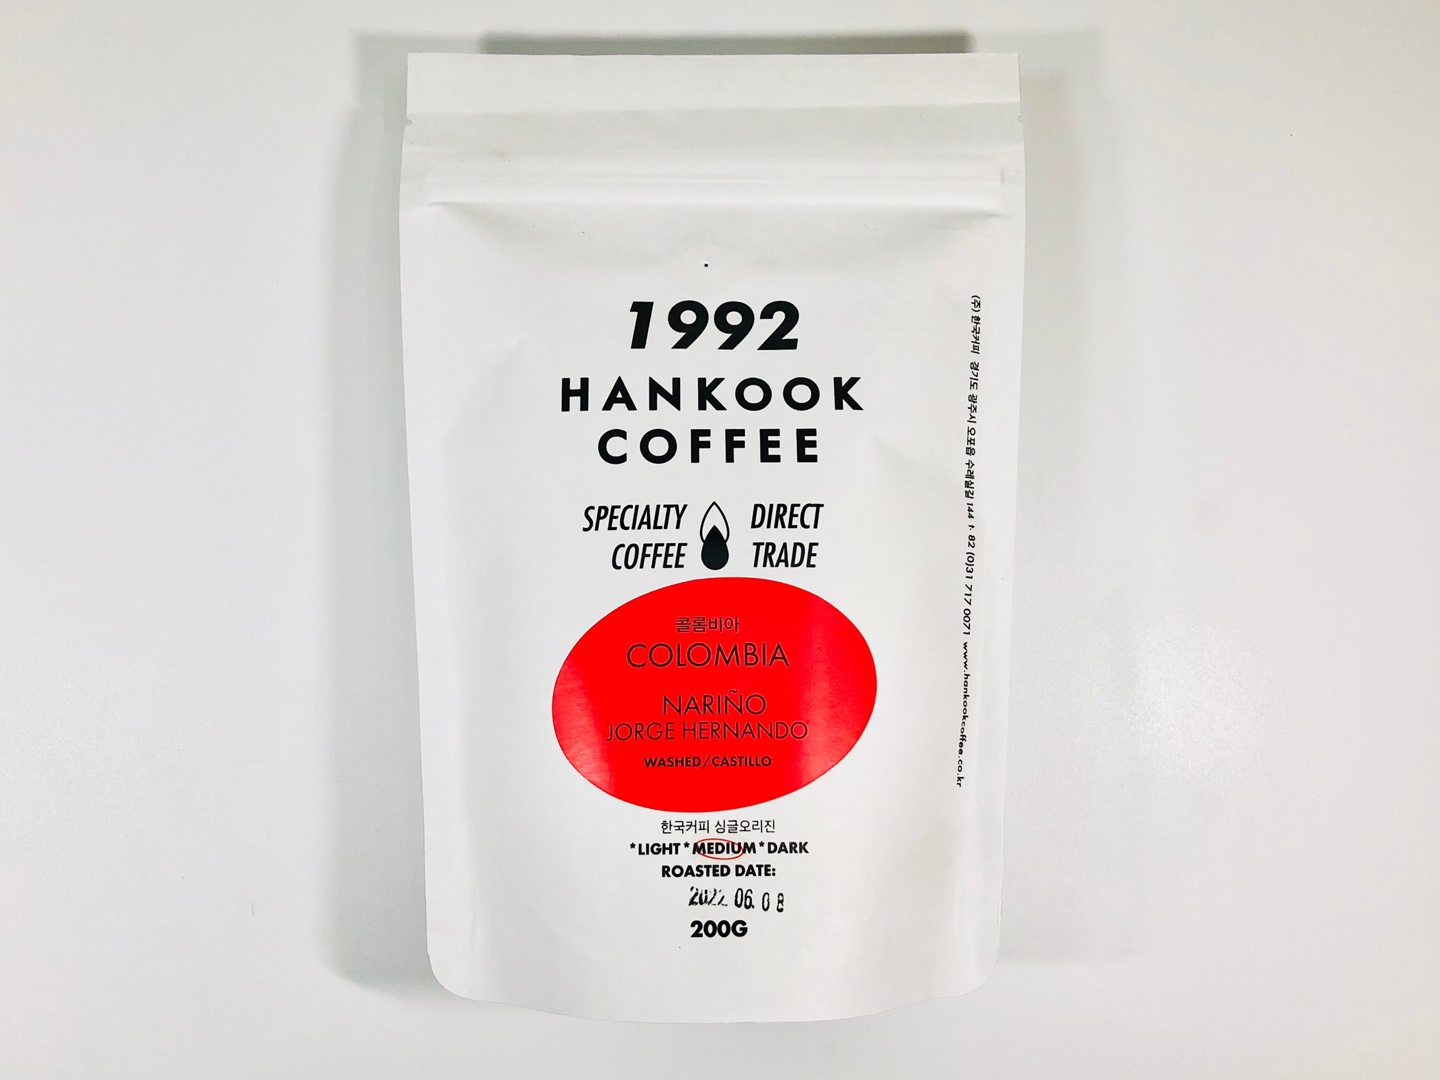 1992
HANKOOK
COFFEE
SPECIALTY COFFEE
DIRECT TRADE
콜롬비아
COLOMBIA
NARIÑO
JORGE HERNANDO
WASHED/CASTILLO
한국커피 싱글오리진
*LIGHT *MEDIUM *DARK
ROASTED DATE:
2022 06. 08
200G
(주) 한국커피 경기도 광주시 오포읍 수레실길 144 t. 82 (0)31 717 0071 www.hankookcoffee.co.kr